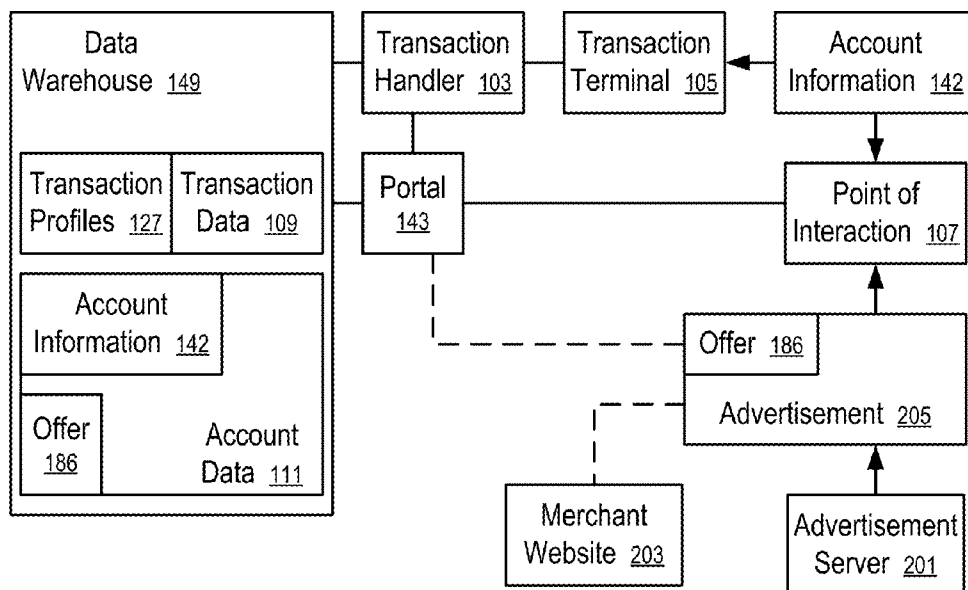 Data
Warehouse 149
Transaction
Handler 103
Transaction
Terminal 105
Account
Information 142
Transaction
Profiles 127
Transaction
Data 109
Portal
143
Point of
Interaction 107
Account
Information 142
Offer 186
Advertisement 205
Offer
186
Account
Data 111
Merchant
Website 203
Advertisement
Server 201